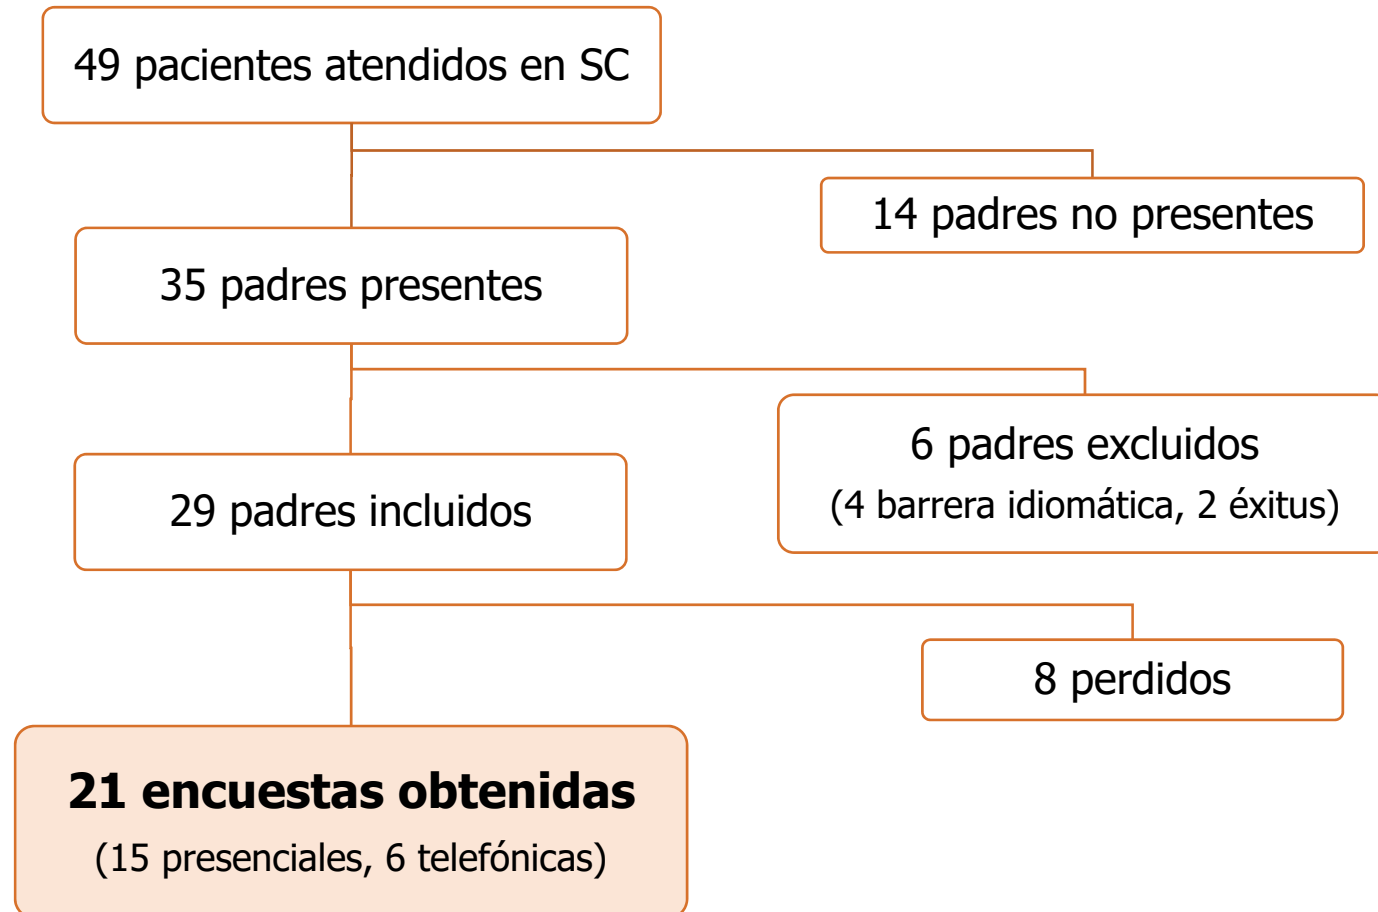 49 pacientes atendidos en SC
14 padres no presentes
35 padres presentes
6 padres excluidos
(4 barrera idiomática, 2 éxitus)
29 padres incluidos
8 perdidos
21 encuestas obtenidas
(15 presenciales, 6 telefónicas)